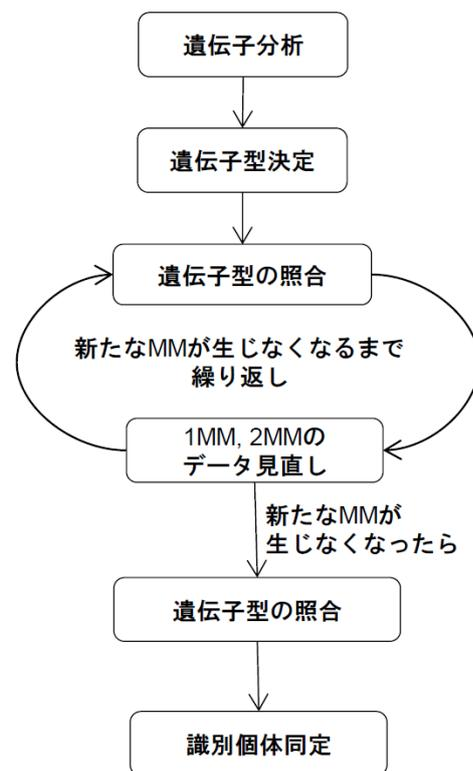 遺伝子分析
遺伝子型決定
遺伝子型の照合
新たなMMが生じなくなるまで
繰り返し
1MM, 2MMの
データ見直し
新たなMMが
生じなくなったら
遺伝子型の照合
識別個体同定